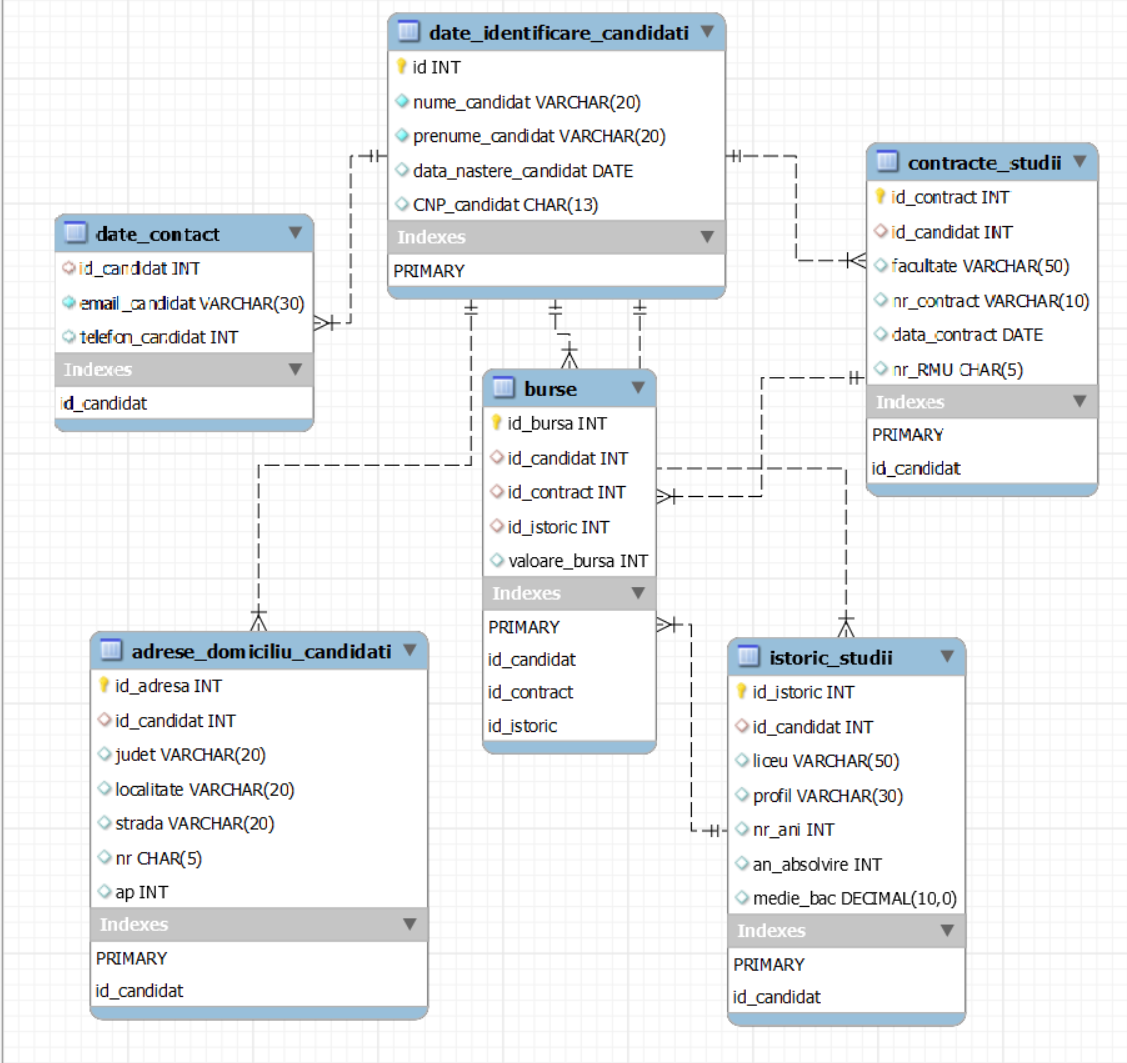 date_identificare_candidati
id INT
nume_candidat VARCHAR(20)
prenume_candidat VARCHAR(20)
data_nastere_candidat DATE
CNP_candidat CHAR(13)
Indexes
PRIMARY
contracte_studii
id_contract INT
id_candidat INT
facultate VARCHAR(50)
nr_contract VARCHAR(10)
data_contract DATE
nr_RMU CHAR(5)
Indexes
PRIMARY
id_candidat
date_contact
id_candidat INT
email_candidat VARCHAR(30)
telefon_candidat INT
Indexes
id_candidat
burse
id_bursa INT
id_candidat INT
id_contract INT
id_istoric INT
valoare_bursa INT
Indexes
PRIMARY
id_candidat
id_contract
id_istoric
adrese_domiciliu_candidati
id_adresa INT
id_candidat INT
judet VARCHAR(20)
localitate VARCHAR(20)
strada VARCHAR(20)
nr CHAR(5)
ap INT
Indexes
PRIMARY
id_candidat
istoric_studii
id_istoric INT
id_candidat INT
liceu VARCHAR(50)
profil VARCHAR(30)
nr_ani INT
an_absolvire INT
medie_bac DECIMAL(10,0)
Indexes
PRIMARY
id_candidat